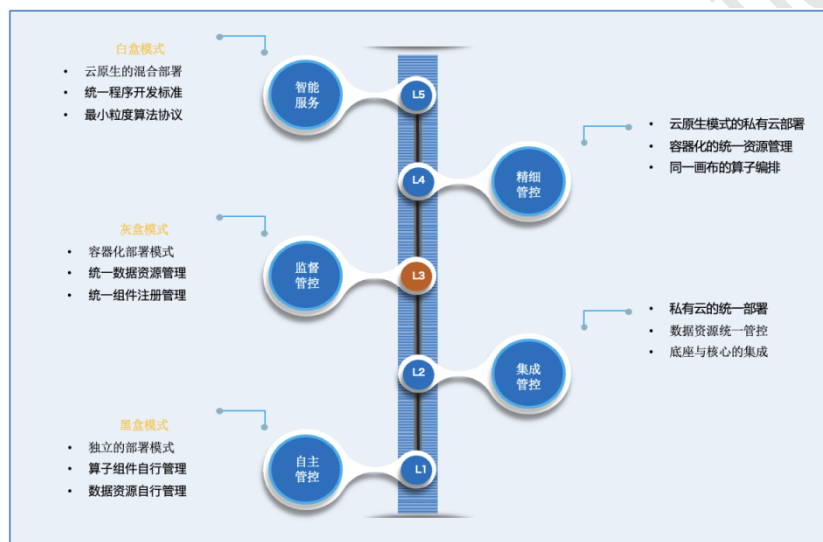 白盒模式
• 云原生的混合部署
• 统一程序开发标准
• 最小粒度算法协议
智能
服务
L5
L4
精细
管控
• 云原生模式的私有云部署
• 容器化的统一资源管理
• 同一画布的算子编排
灰盒模式
• 容器化部署模式
• 统一数据资源管理
• 统一组件注册管理
监督
管控
L3
L2
集成
管控
• 私有云的统一部署
• 数据资源统一管控
• 底座与核心的集成
黑盒模式
• 独立的部署模式
• 算子组件自行管理
• 数据资源自行管理
自主
管控
L1